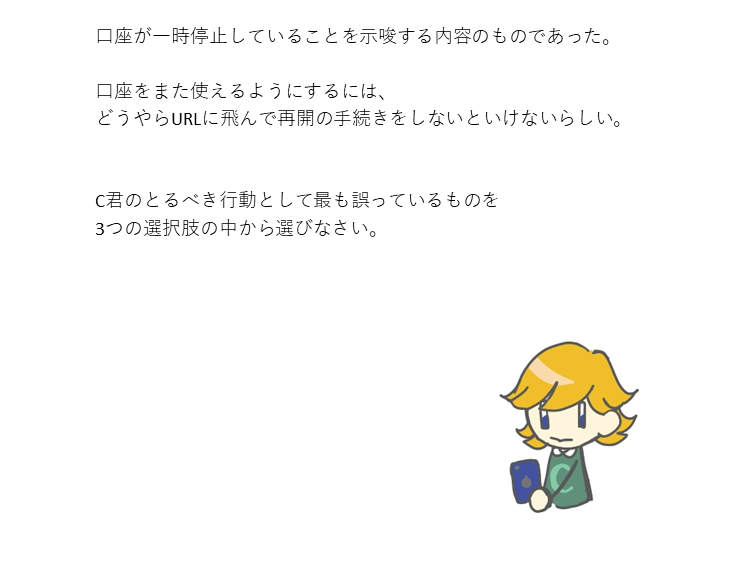 口座が一時停止していることを示唆する内容のものであった。
口座をまた使えるようにするには、
どうやらURLに飛んで再開の手続きをしないといけないらしい。
C君のとるべき行動として最も誤っているものを
3つの選択肢の中から選びなさい。
C